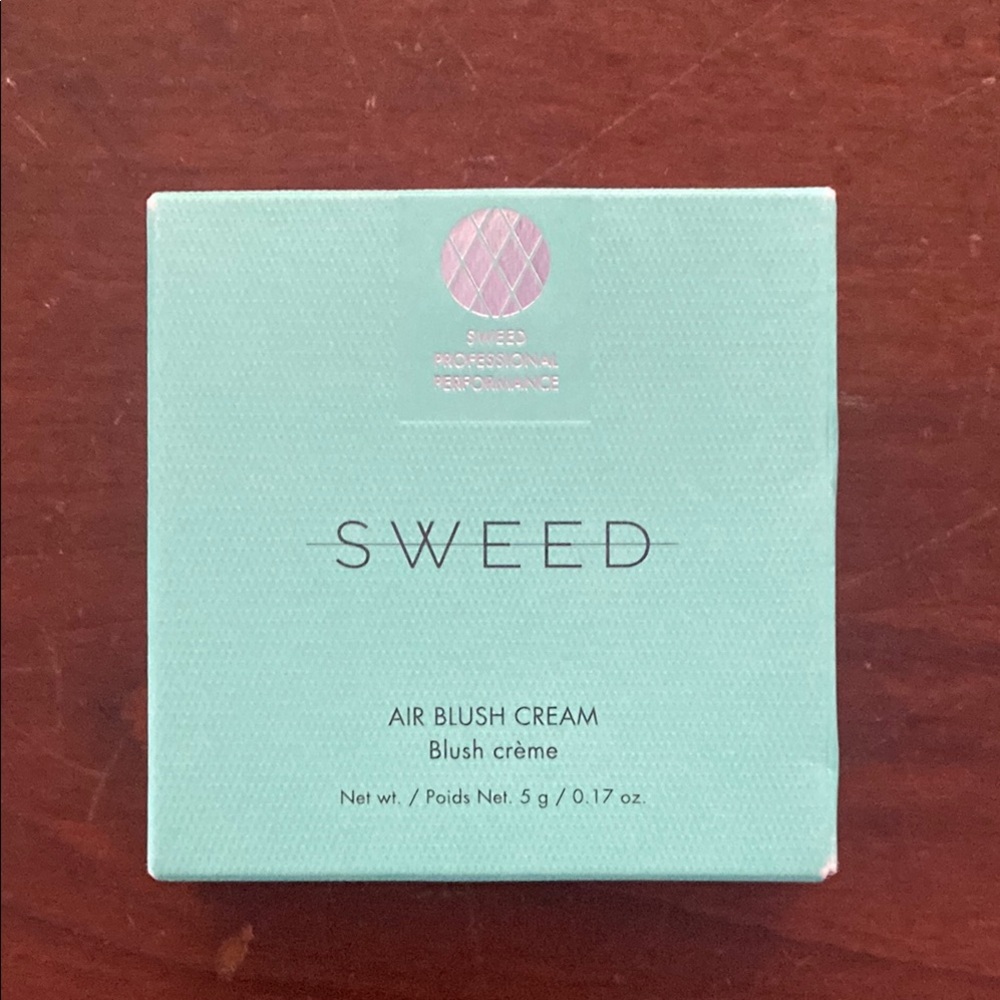 SWEED
PROFESSIONAL
PERFORMANCE
SWEED
AIR BLUSH CREAM
Blush crème
Net wt. / Poids Net. 5 g / 0.17 oz.